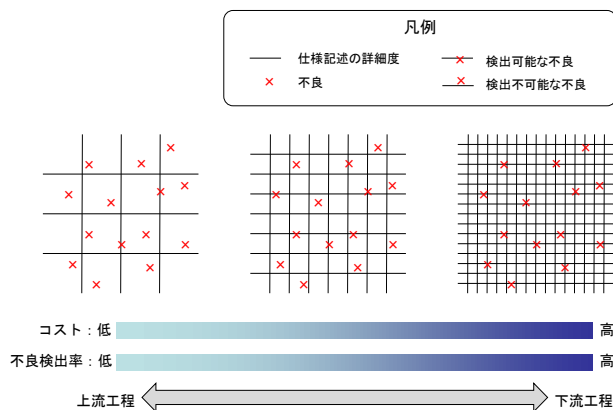 凡例
仕様記述の詳細度
検出可能な不良
不良
検出不可能な不良
コスト：低
高
不良検出率：低
高
上流工程
下流工程